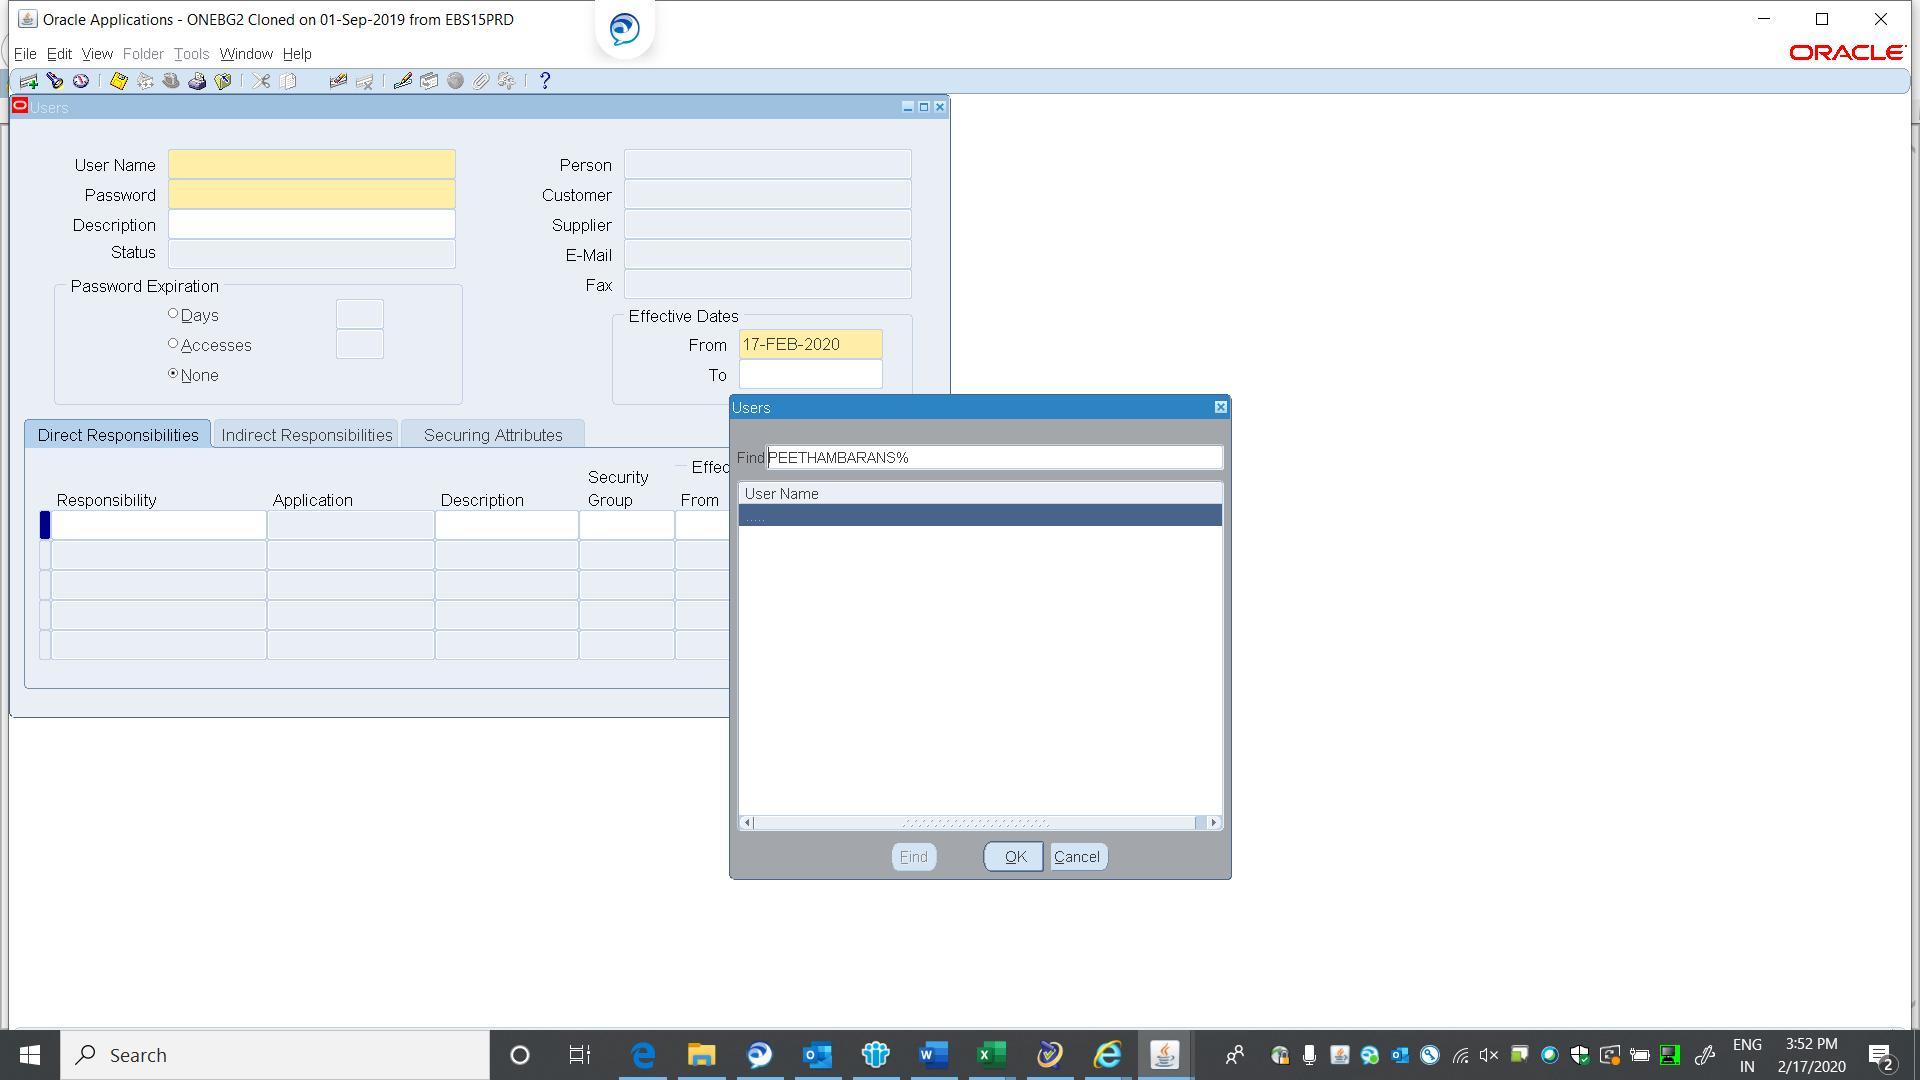 Oracle Applications - ONEBG2 Cloned on 01-Sep-2019 from EBS15PRD
File Edit View Folder Tools Window Help
ORACLE
Users
User Name
Password
Description
Status
Person
Customer
Supplier
E-Mail
Fax
Password Expiration
Days
Accesses
None
Effective Dates
From 17-FEB-2020
To
Direct Responsibilities Indirect Responsibilities Securing Attributes
Security Effec
Responsibility Application Description Group From
Users
Find PEETHAMBARANS%
User Name
.....
Find OK Cancel
Search
ENG
IN
3:52 PM
2/17/2020
2